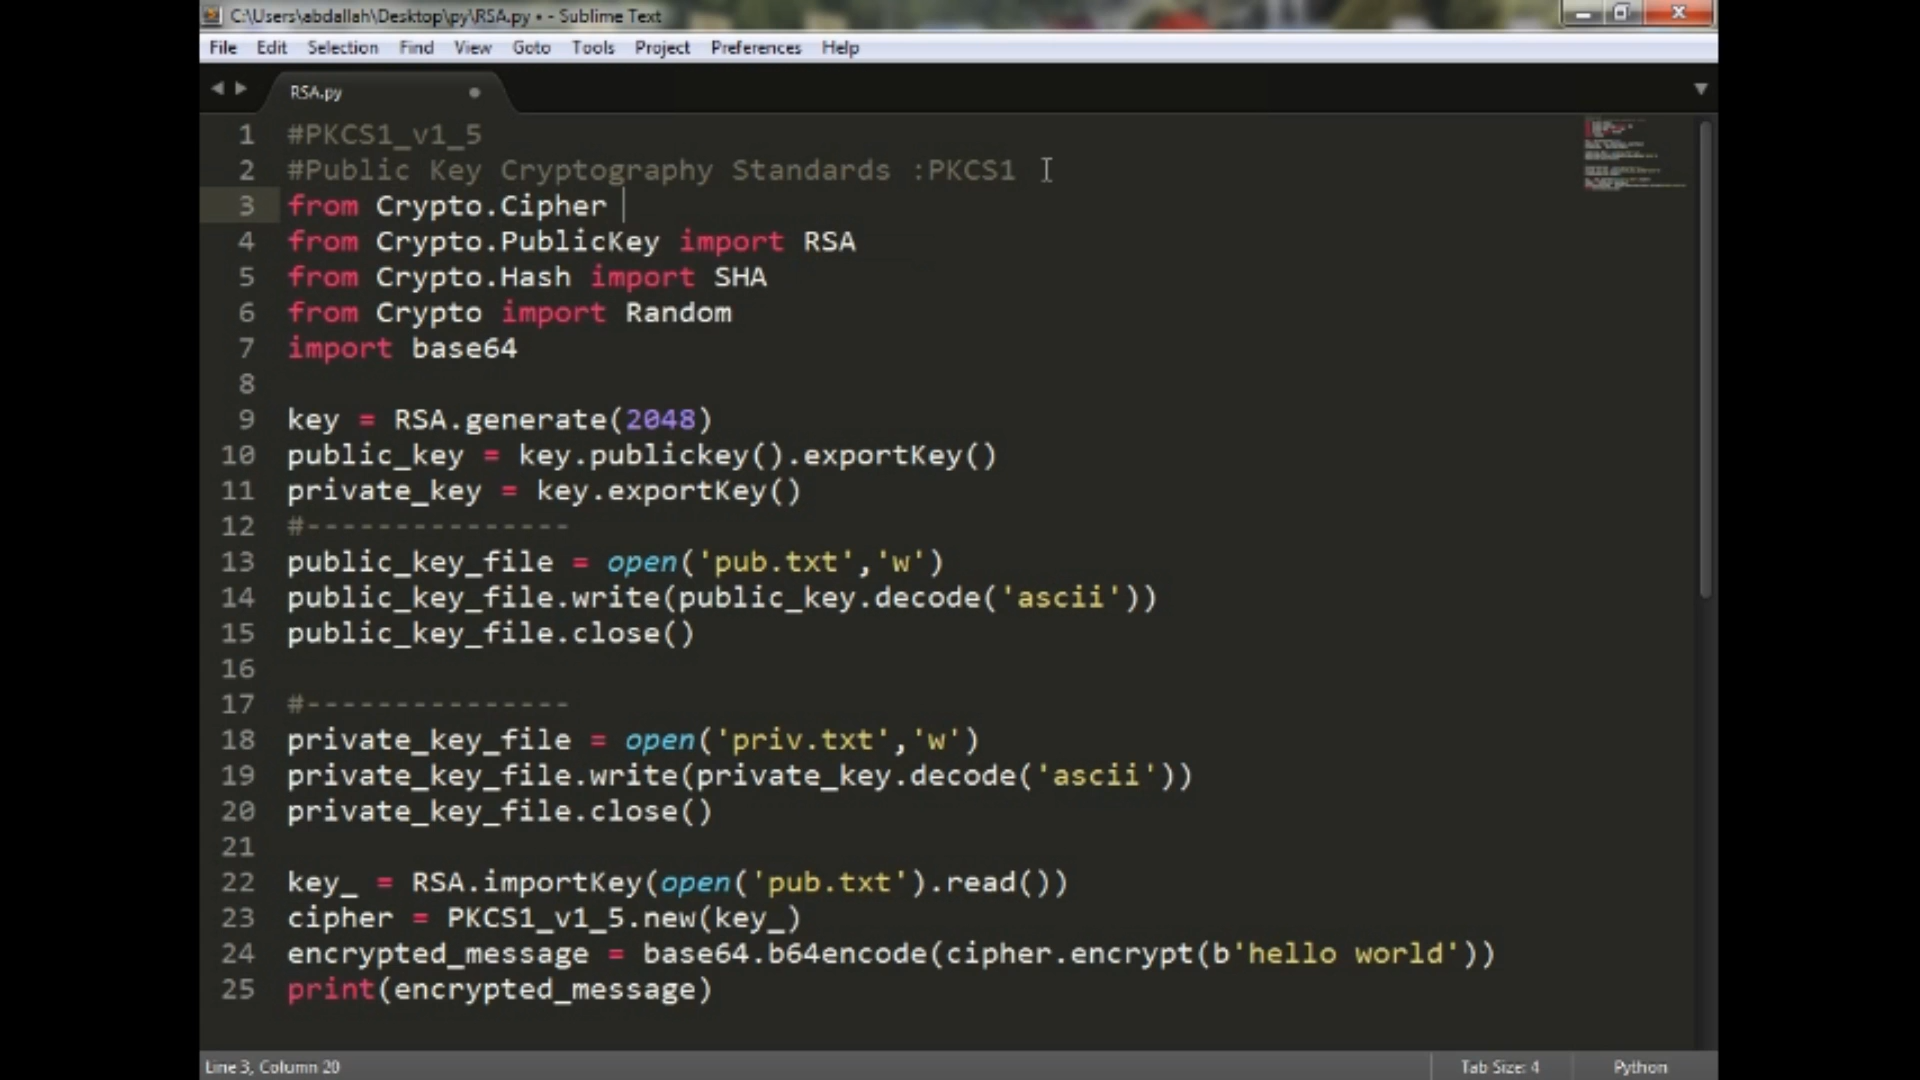 C:\Users\abdallah\Desktop\py\RSA.py • - Sublime Text
File Edit Selection Find View Goto Tools Project Preferences Help
RSA.py
1 #PKCS1_v1_5
2 #Public Key Cryptography Standards :PKCS1
3 from Crypto.Cipher
4 from Crypto.PublicKey import RSA
5 from Crypto.Hash import SHA
6 from Crypto import Random
7 import base64
8
9 key = RSA.generate(2048)
10 public_key = key.publickey().exportKey()
11 private_key = key.exportKey()
12 #---------------
13 public_key_file = open('pub.txt','w')
14 public_key_file.write(public_key.decode('ascii'))
15 public_key_file.close()
16
17 #---------------
18 private_key_file = open('priv.txt','w')
19 private_key_file.write(private_key.decode('ascii'))
20 private_key_file.close()
21
22 key_ = RSA.importKey(open('pub.txt').read())
23 cipher = PKCS1_v1_5.new(key_)
24 encrypted_message = base64.b64encode(cipher.encrypt(b'hello world'))
25 print(encrypted_message)
Line 3, Column 20 Tab Size: 4 Python